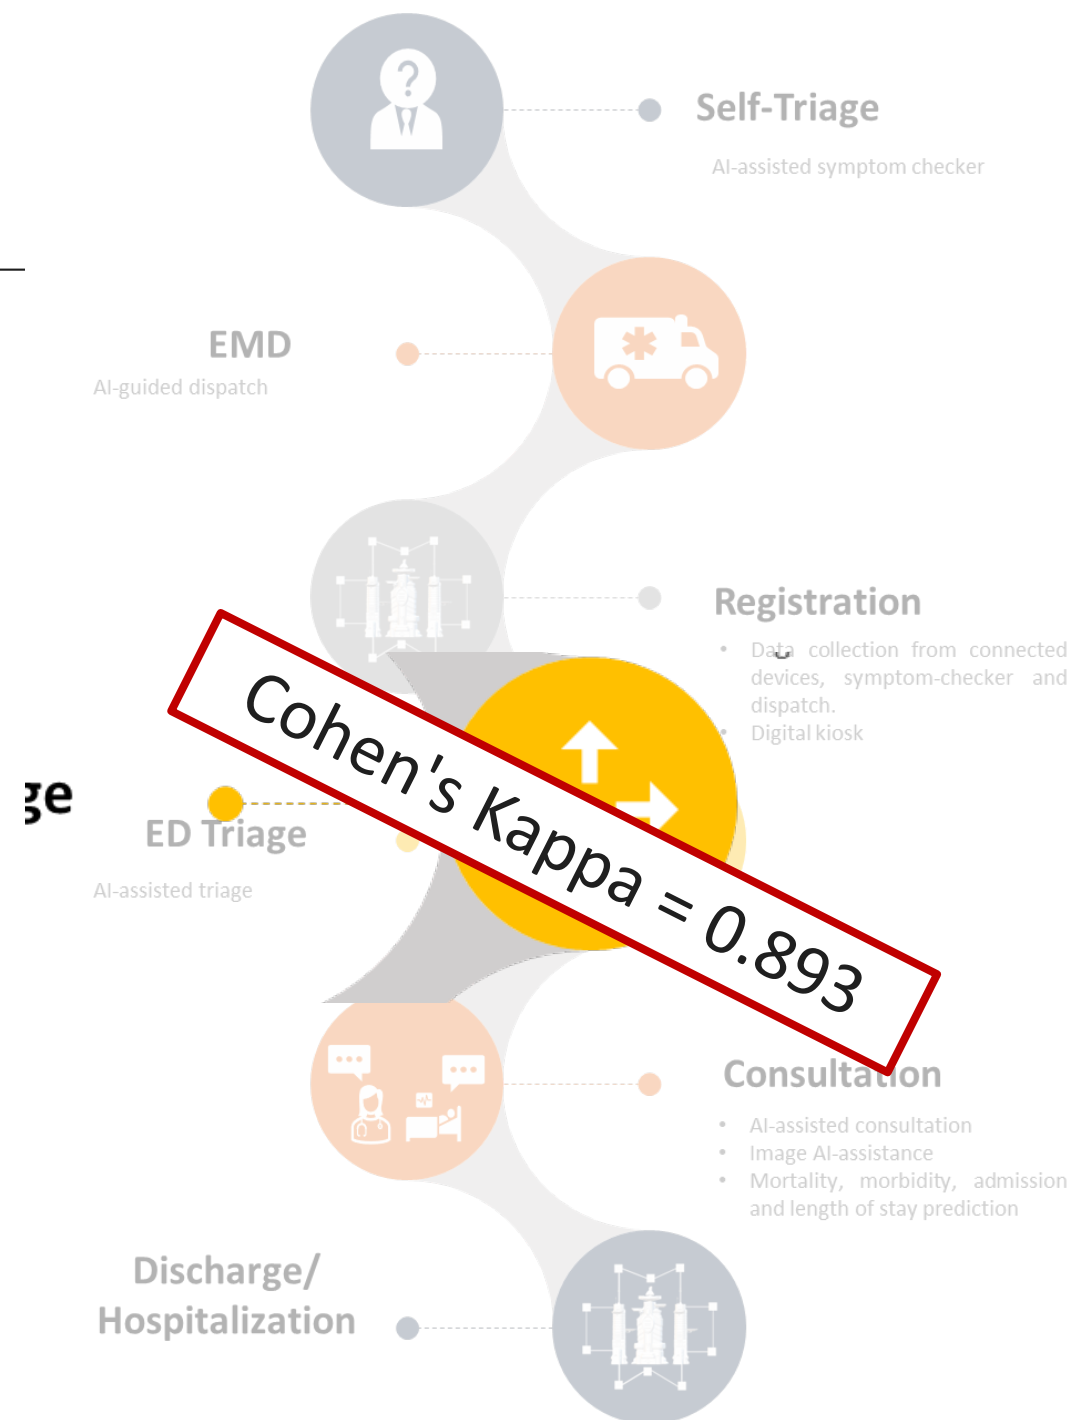 ?
Self-Triage
AI-assisted symptom checker
EMD
AI-guided dispatch
Registration
• Data collection from connected
devices, symptom-checker and
dispatch.
• Digital kiosk
Cohen's Kappa = 0.893
ge
ED Triage
AI-assisted triage
Consultation
• AI-assisted consultation
• Image AI-assistance
• Mortality, morbidity, admission
and length of stay prediction
Discharge/
Hospitalization